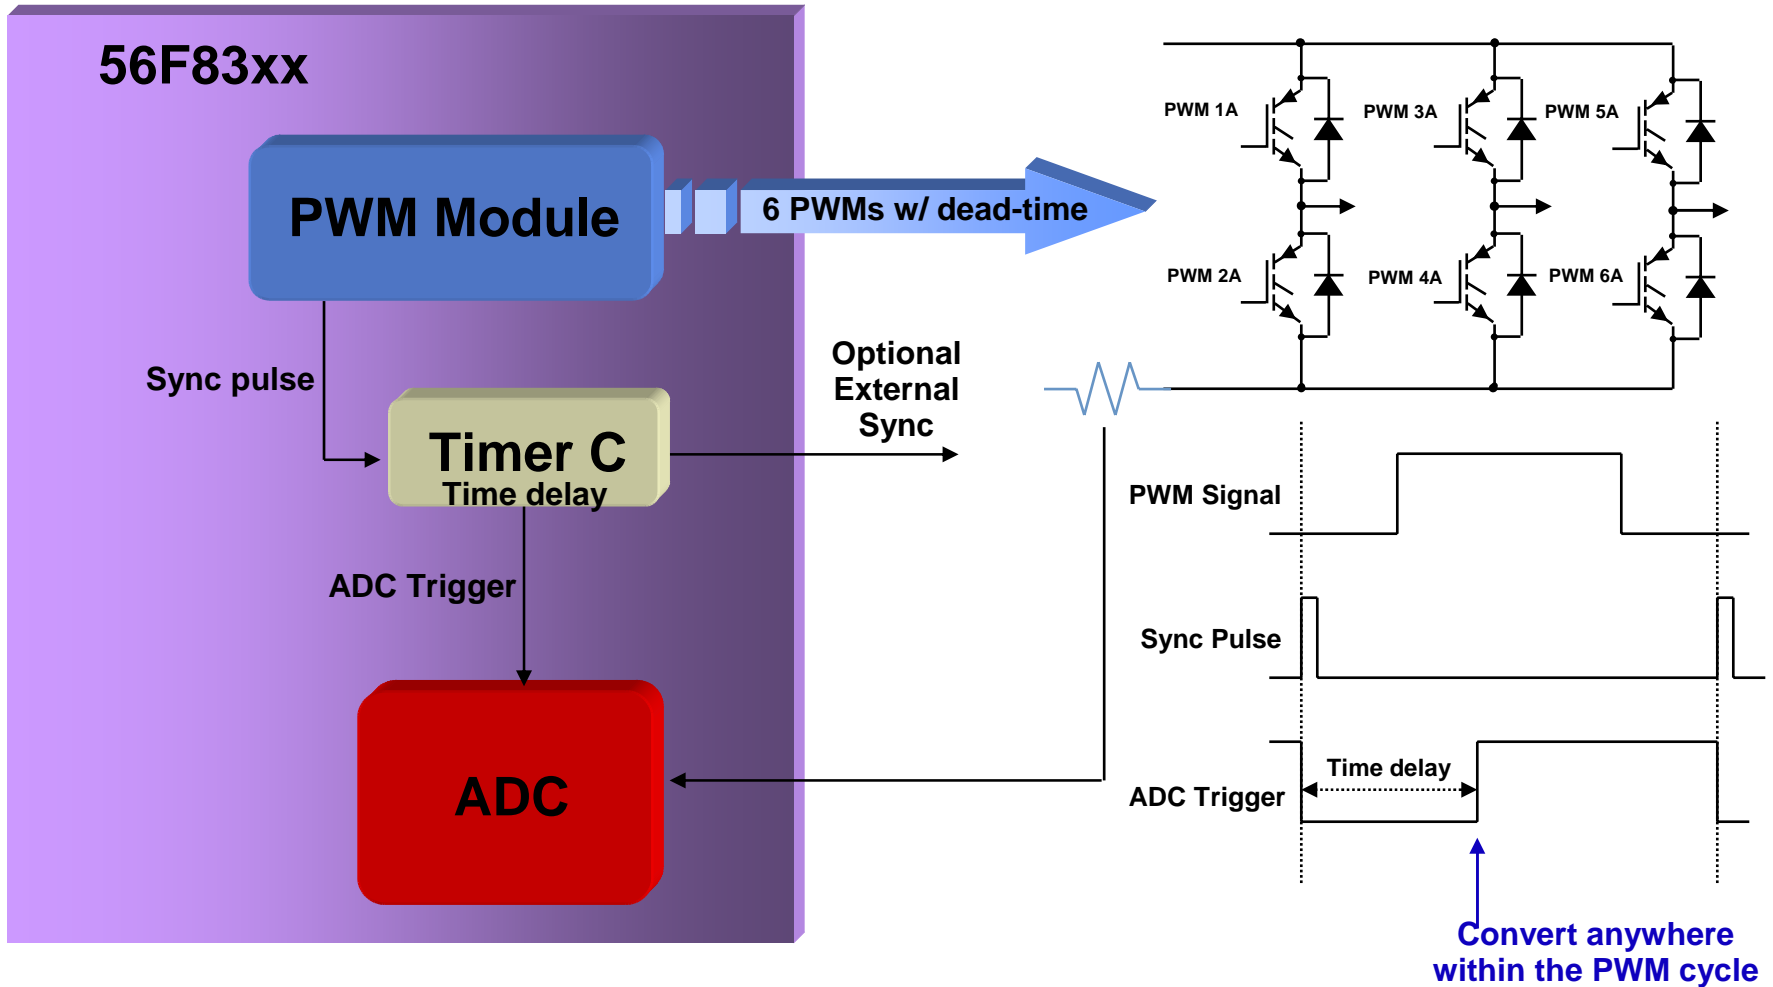 56F83xx
PWM Module
6 PWMs w/ dead-time
PWM 1A
PWM 3A
PWM 5A
PWM 2A
PWM 4A
PWM 6A
Sync pulse
Optional
External
Sync
Timer C
Time delay
ADC Trigger
ADC
PWM Signal
Sync Pulse
Time delay
ADC Trigger
Convert anywhere
within the PWM cycle